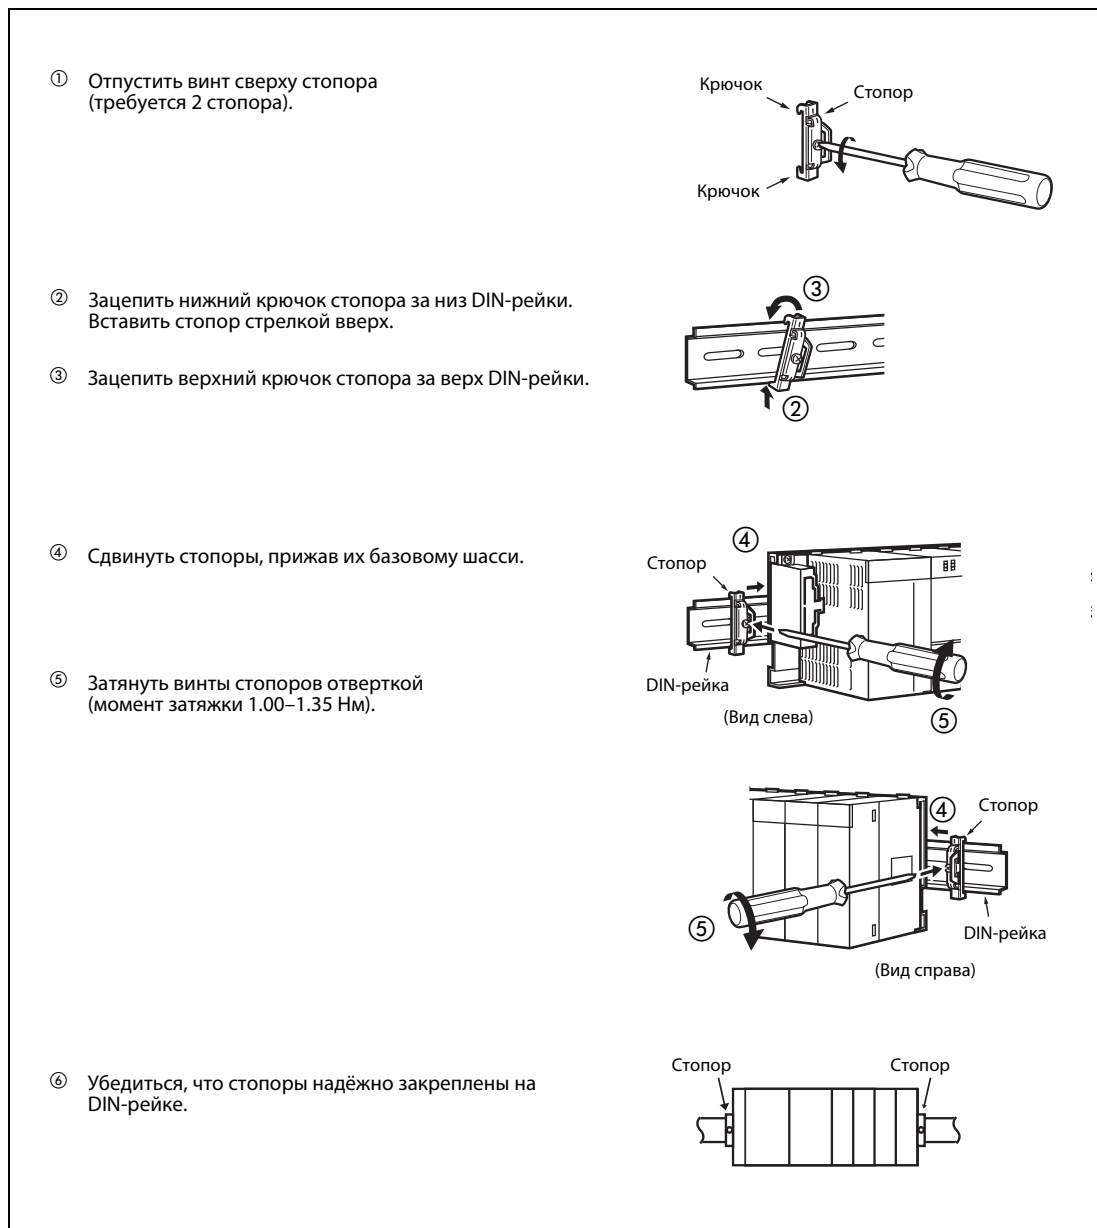 ① Отпустить винт сверху стопора
(требуется 2 стопора).
Крючок
Стопор
Крючок
② Зацепить нижний крючок стопора за низ DIN-рейки.
Вставить стопор стрелкой вверх.
③ Зацепить верхний крючок стопора за верх DIN-рейки.
③
②
④ Сдвинуть стопоры, прижав их базовому шасси.
⑤ Затянуть винты стопоров отверткой
(момент затяжки 1.00–1.35 Нм).
④
Стопор
DIN-рейка
(Вид слева)
⑤
④
Стопор
⑤
DIN-рейка
(Вид справа)
⑥ Убедиться, что стопоры надёжно закреплены на
DIN-рейке.
Стопор
Стопор